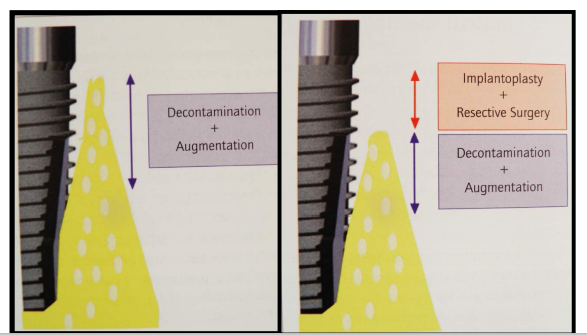 Decontamination
+
Augmentation
Implantoplasty
+
Resective Surgery
Decontamination
+
Augmentation